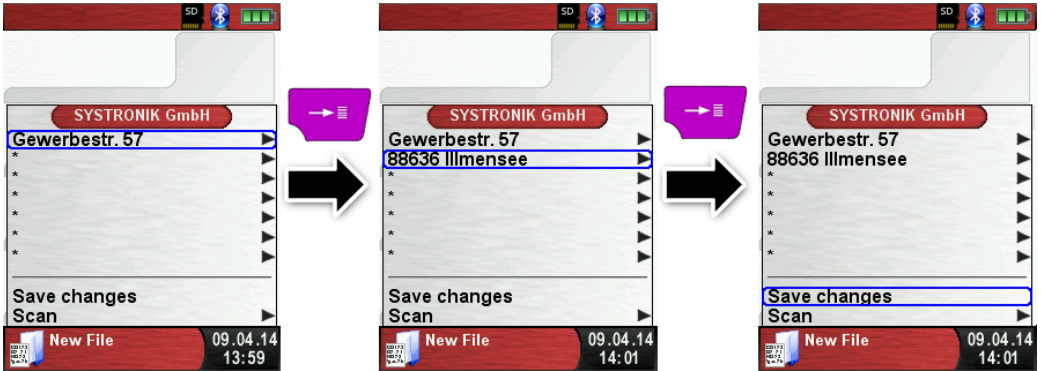 SD
SYSTRONIK GmbH
Gewerbestr. 57
*
*
*
*
*
*
Save changes
Scan
New File
09.04.14
13:59
SD
SYSTRONIK GmbH
Gewerbestr. 57
88636 Illmensee
*
*
*
*
*
Save changes
Scan
New File
09.04.14
14:01
SD
SYSTRONIK GmbH
Gewerbestr. 57
88636 Illmensee
*
*
*
*
*
Save changes
Scan
New File
09.04.14
14:01